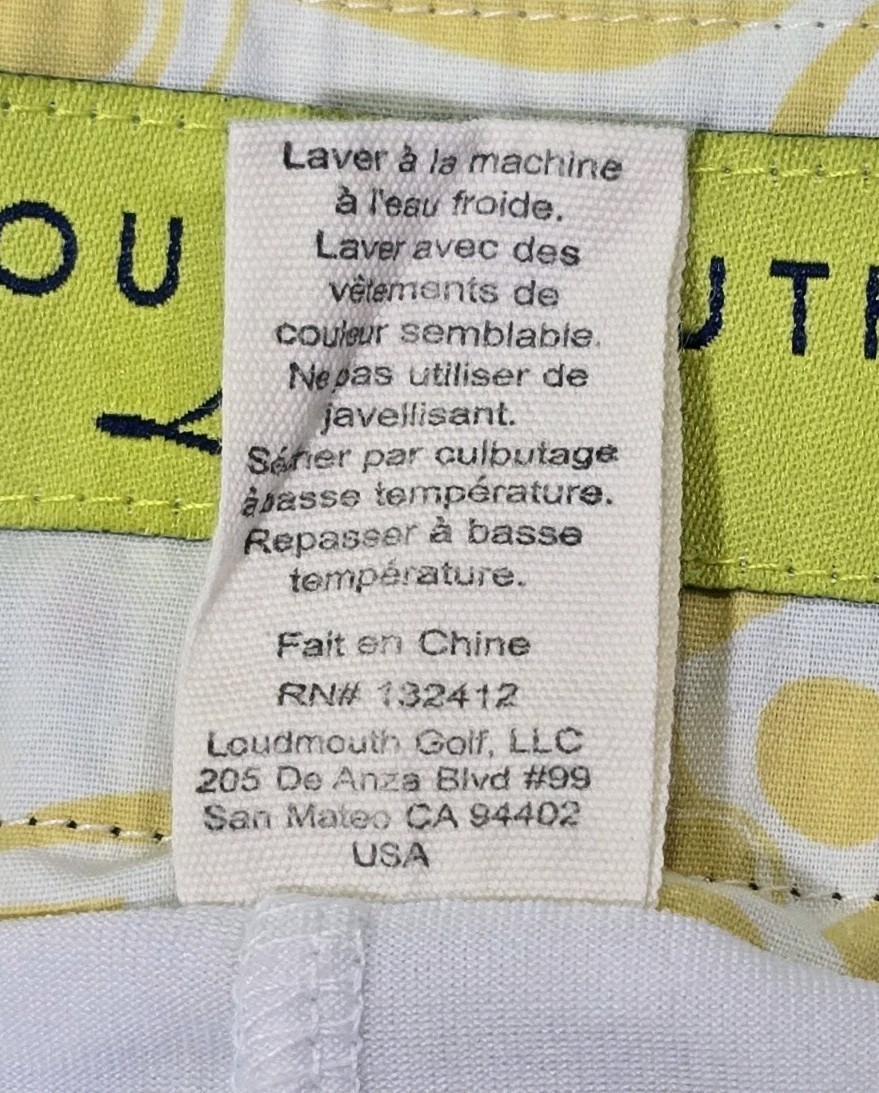 Laver à la machine
à l'eau froide.
Laver avec des
vêtements de
couleur semblable.
Ne pas utiliser de
javellisant.
Sécher par culbutage
à basse température.
Repasser à basse
température.
Fait en Chine
RN# 132412
Loudmouth Golf, LLC
205 De Anza Blvd #99
San Mateo CA 94402
USA
OU UTH